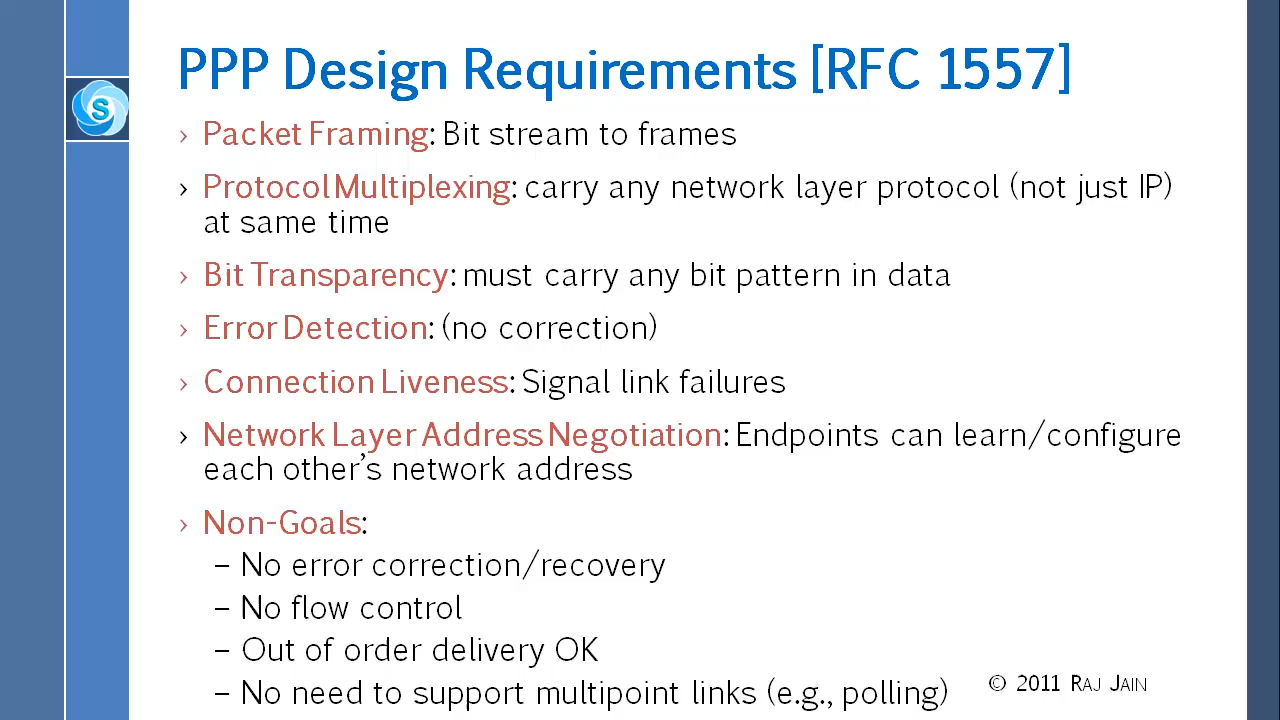 PPP Design Requirements [RFC 1557]
S
› Packet Framing: Bit stream to frames
› Protocol Multiplexing: carry any network layer protocol (not just IP)
at same time
› Bit Transparency: must carry any bit pattern in data
› Error Detection: (no correction)
› Connection Liveness: Signal link failures
› Network Layer Address Negotiation: Endpoints can learn/configure
each other’s network address
› Non-Goals:
– No error correction/recovery
– No flow control
– Out of order delivery OK
– No need to support multipoint links (e.g., polling)
© 2011 RAJ JAIN